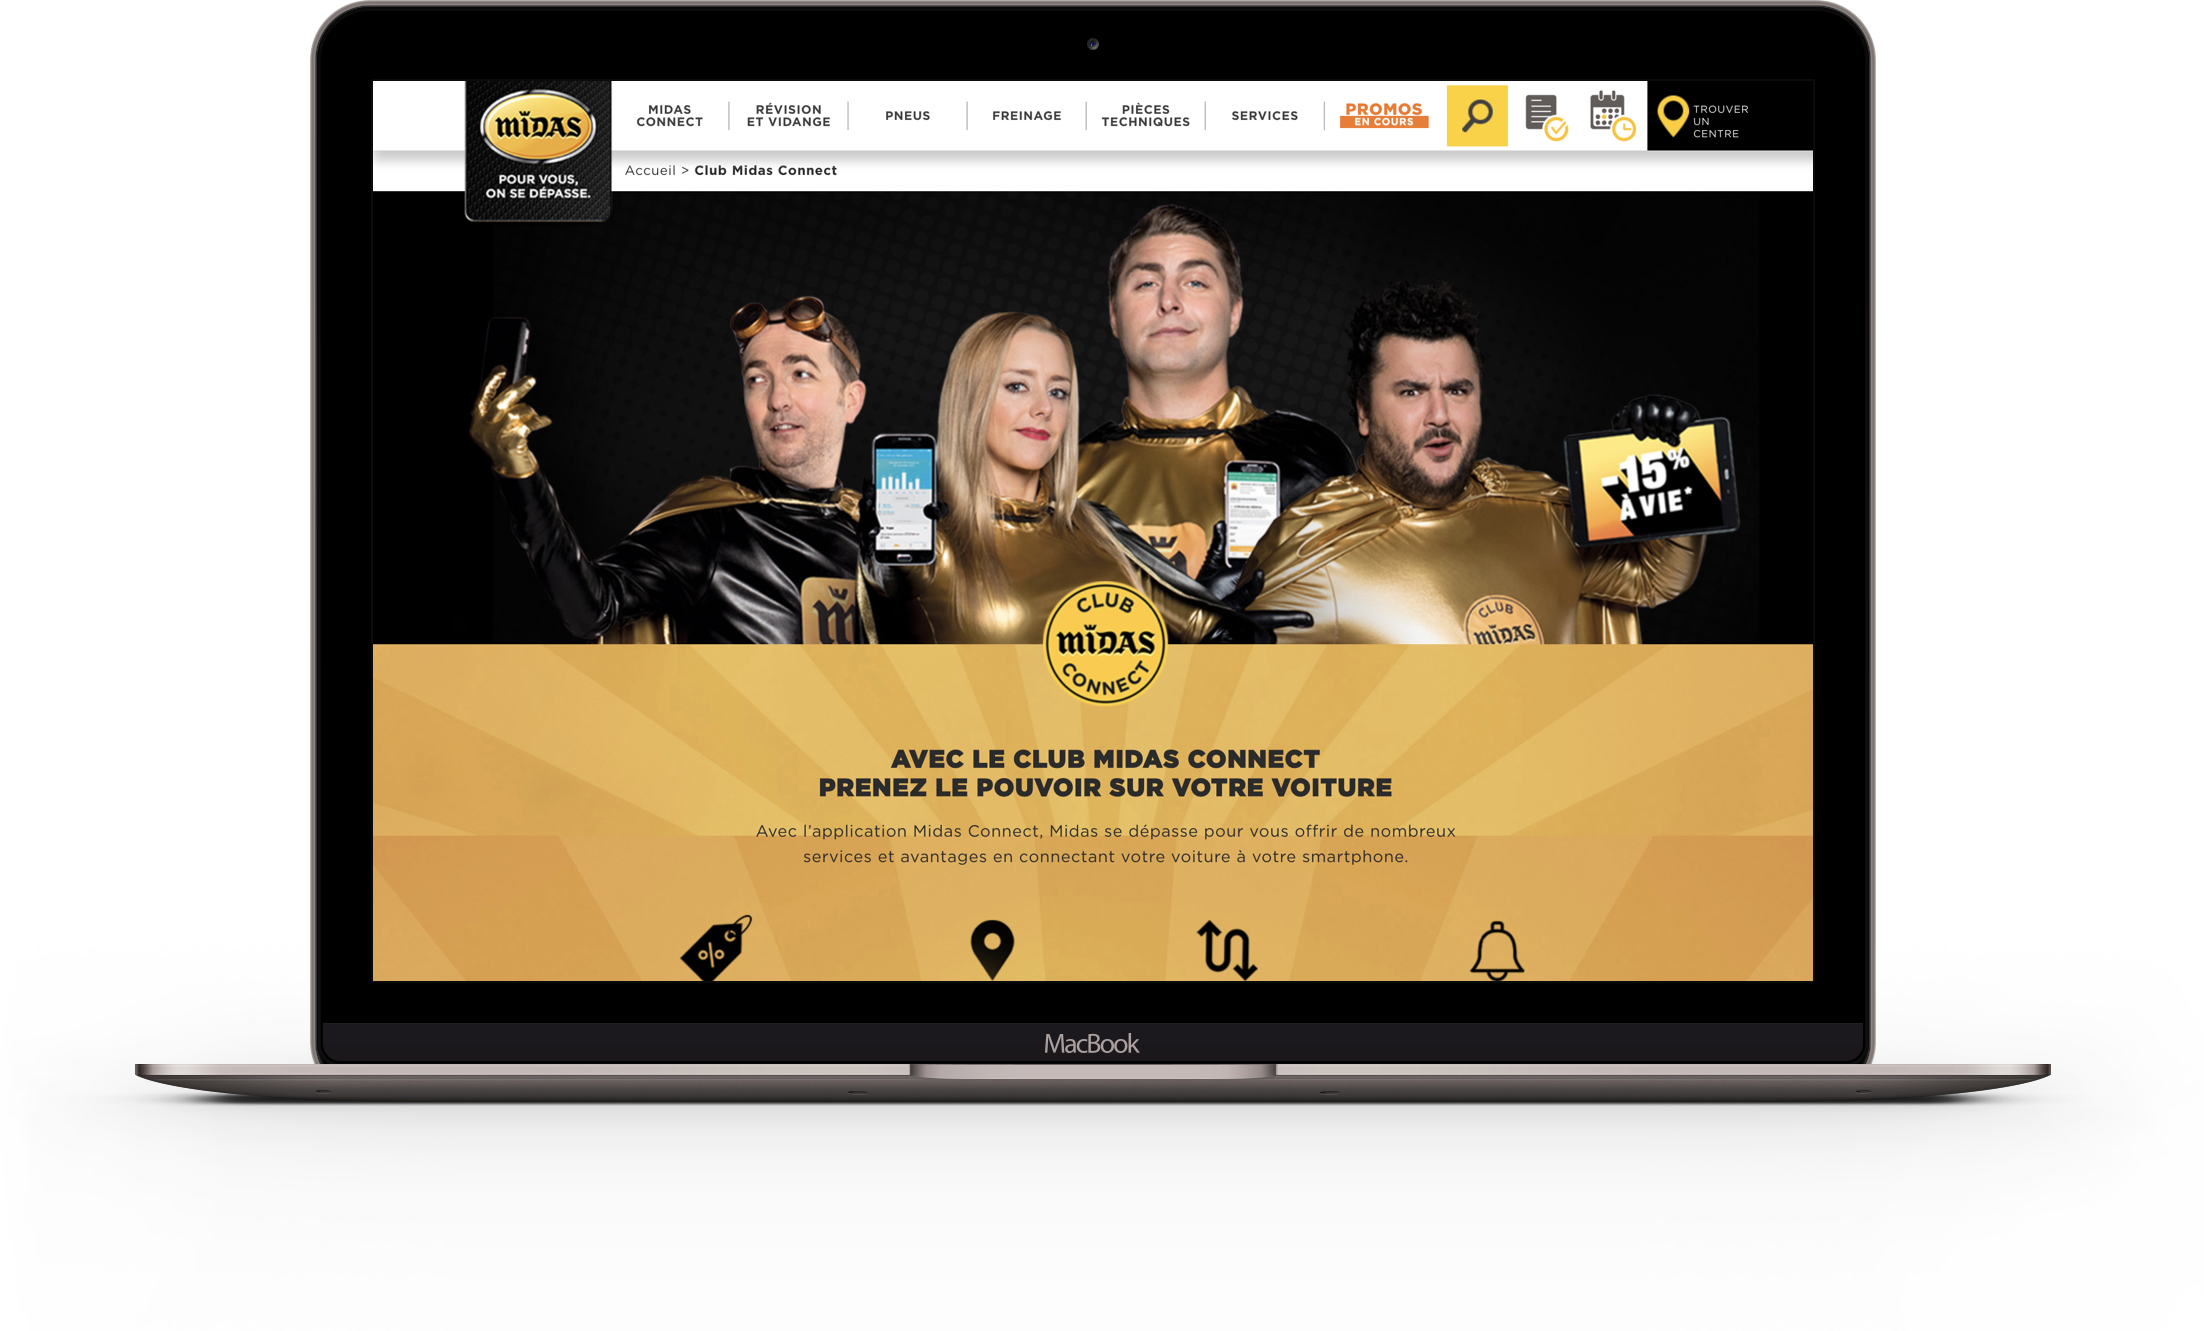 MIDAS
POUR VOUS,
ON SE DÉPASSE.
MIDAS
CONNECT
RÉVISION
ET VIDANGE
PNEUS
FREINAGE
PIÈCES
TECHNIQUES
SERVICES
PROMOS
EN COURS
TROUVER
UN
CENTRE
Accueil > Club Midas Connect
-15%
À VIE*
CLUB
MIDAS
CONNECT
CLUB
MIDAS
AVEC LE CLUB MIDAS CONNECT
PRENEZ LE POUVOIR SUR VOTRE VOITURE
Avec l'application Midas Connect, Midas se dépasse pour vous offrir de nombreux
services et avantages en connectant votre voiture à votre smartphone.
%
MacBook